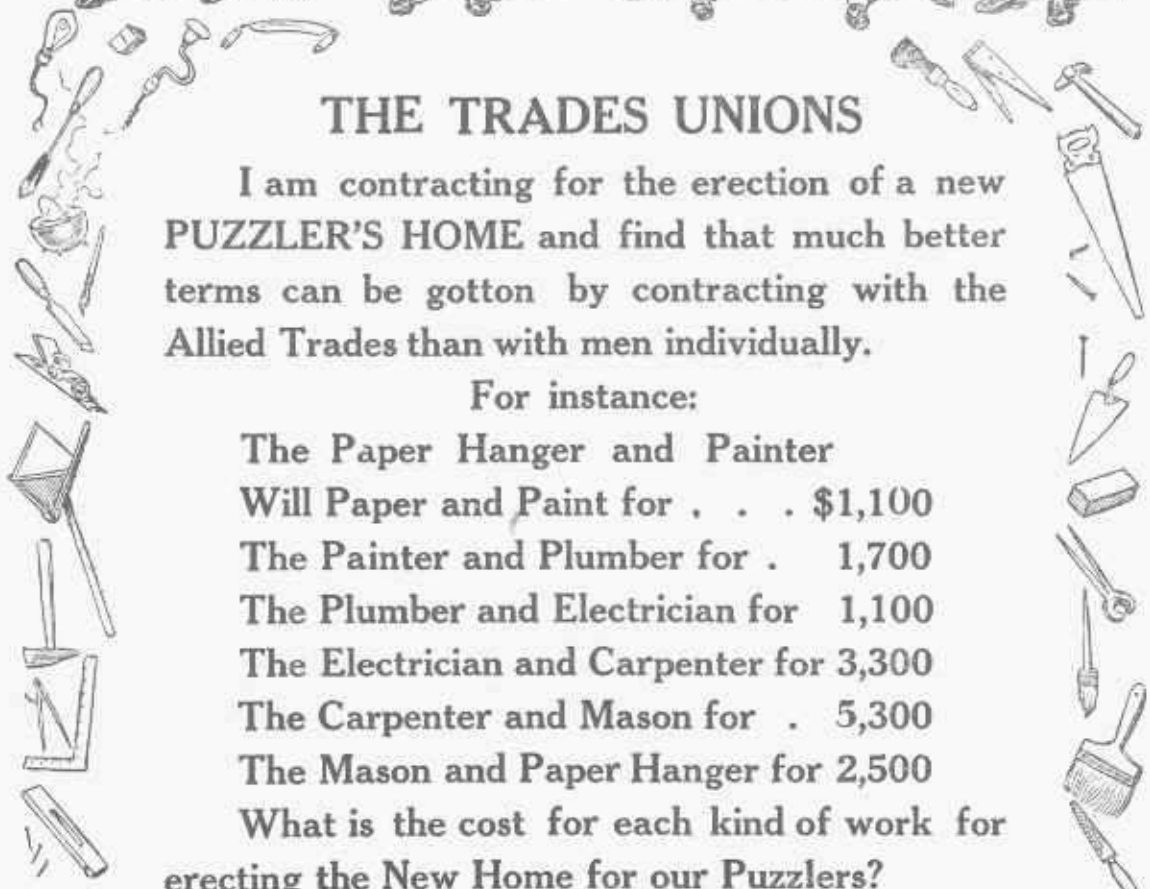 THE TRADES UNIONS
I am contracting for the erection of a new
PUZZLER'S HOME and find that much better
terms can be gotton by contracting with the
Allied Trades than with men individually.
For instance:
The Paper Hanger and Painter
Will Paper and Paint for . . . $1,100
The Painter and Plumber for . 1,700
The Plumber and Electrician for 1,100
The Electrician and Carpenter for 3,300
The Carpenter and Mason for . 5,300
The Mason and Paper Hanger for 2,500
What is the cost for each kind of work for
erecting the New Home for our Puzzlers?